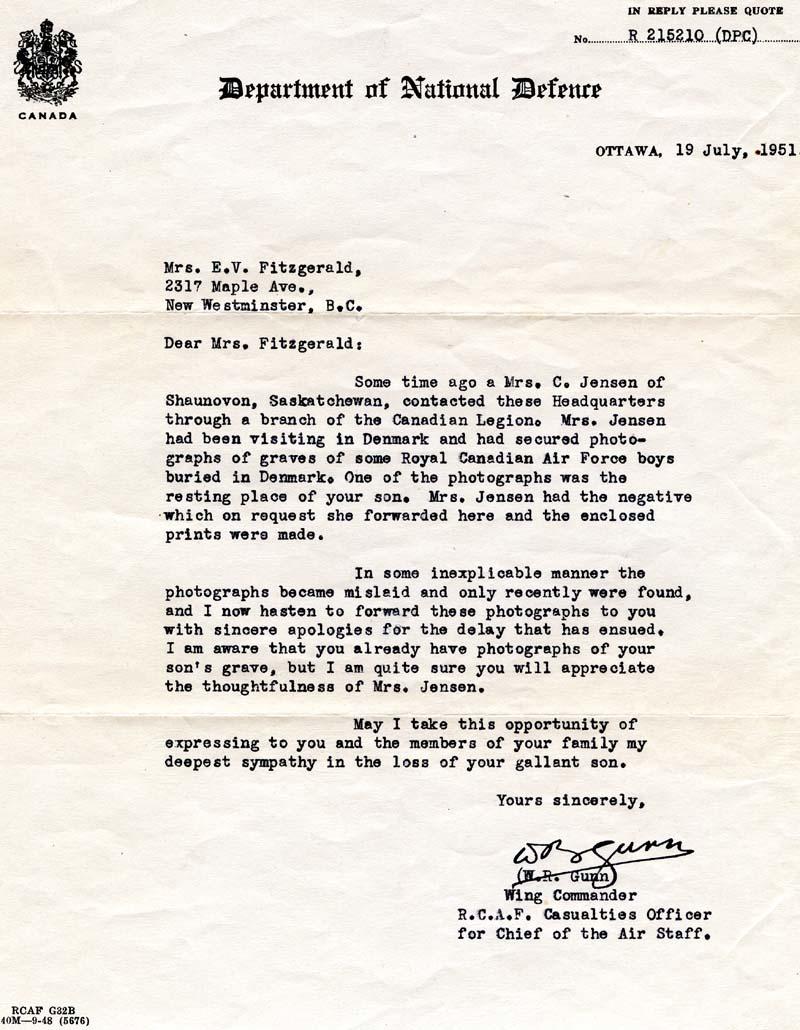 IN REPLY PLEASE QUOTE
No. R 215210 (DPC)
CANADA
Department of National Defence
OTTAWA, 19 July, 1951.
Mrs. E.V. Fitzgerald,
2317 Maple Ave.,
New Westminster, B.C.
Dear Mrs. Fitzgerald:
Some time ago a Mrs. C. Jensen of
Shaunovon, Saskatchewan, contacted these Headquarters
through a branch of the Canadian Legion. Mrs. Jensen
had been visiting in Denmark and had secured photo-
graphs of graves of some Royal Canadian Air Force boys
buried in Denmark. One of the photographs was the
resting place of your son. Mrs. Jensen had the negative
which on request she forwarded here and the enclosed
prints were made.
In some inexplicable manner the
photographs became mislaid and only recently were found,
and I now hasten to forward these photographs to you
with sincere apologies for the delay that has ensued.
I am aware that you already have photographs of your
son's grave, but I am quite sure you will appreciate
the thoughtfulness of Mrs. Jensen.
May I take this opportunity of
expressing to you and the members of your family my
deepest sympathy in the loss of your gallant son.
Yours sincerely,
WRGunn
(W.R. Gunn)
Wing Commander
R.C.A.F. Casualties Officer
for Chief of the Air Staff.
RCAF G32B
40M—9-48 (5676)